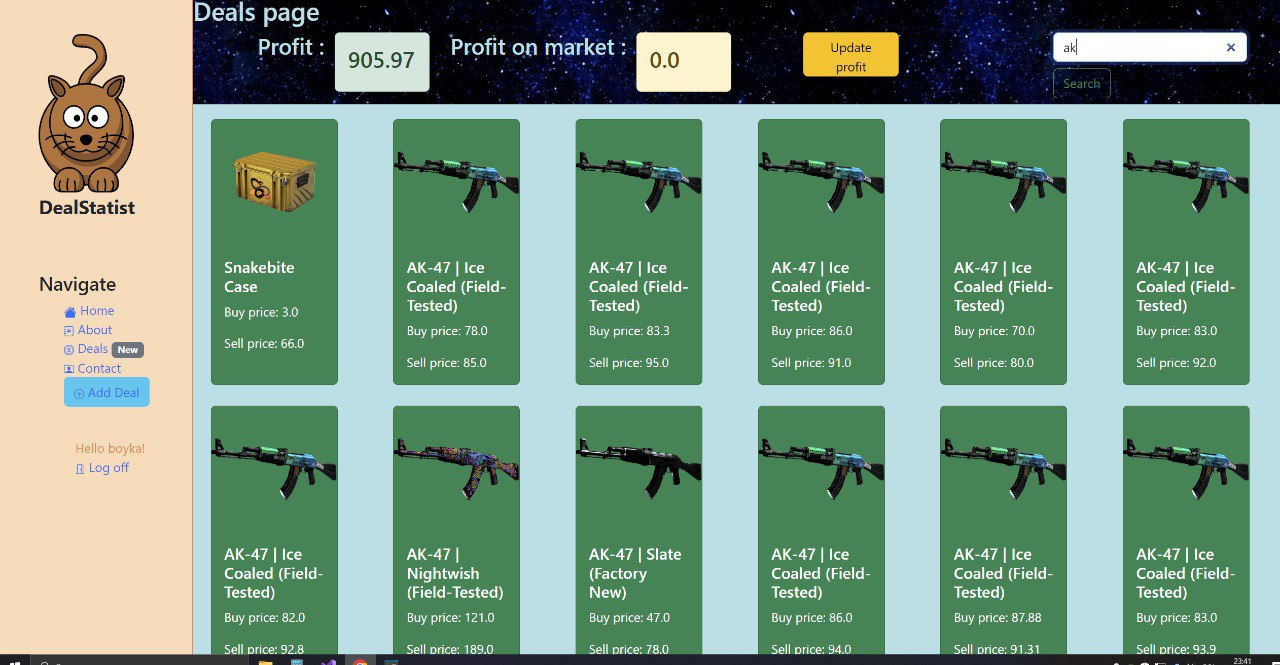 Deals page
Profit :
905.97
Profit on market :
0.0
Update
profit
ak
Search
DealStatist
Navigate
Home
About
Deals New
Contact
Add Deal
Hello boyka!
Log off
Snakebite
Case
Buy price: 3.0
Sell price: 66.0
AK-47 | Ice
Coaled (Field-
Tested)
Buy price: 78.0
Sell price: 85.0
AK-47 | Ice
Coaled (Field-
Tested)
Buy price: 83.3
Sell price: 95.0
AK-47 | Ice
Coaled (Field-
Tested)
Buy price: 86.0
Sell price: 91.0
AK-47 | Ice
Coaled (Field-
Tested)
Buy price: 70.0
Sell price: 80.0
AK-47 | Ice
Coaled (Field-
Tested)
Buy price: 83.0
Sell price: 92.0
AK-47 | Ice
Coaled (Field-
Tested)
Buy price: 82.0
Sell price: 92.8
AK-47 |
Nightwish
(Field-Tested)
Buy price: 121.0
Sell price: 189.0
AK-47 | Slate
(Factory
New)
Buy price: 47.0
Sell price: 78.0
AK-47 | Ice
Coaled (Field-
Tested)
Buy price: 86.0
Sell price: 94.0
AK-47 | Ice
Coaled (Field-
Tested)
Buy price: 87.88
Sell price: 91.31
AK-47 | Ice
Coaled (Field-
Tested)
Buy price: 83.0
Sell price: 93.9
23:41